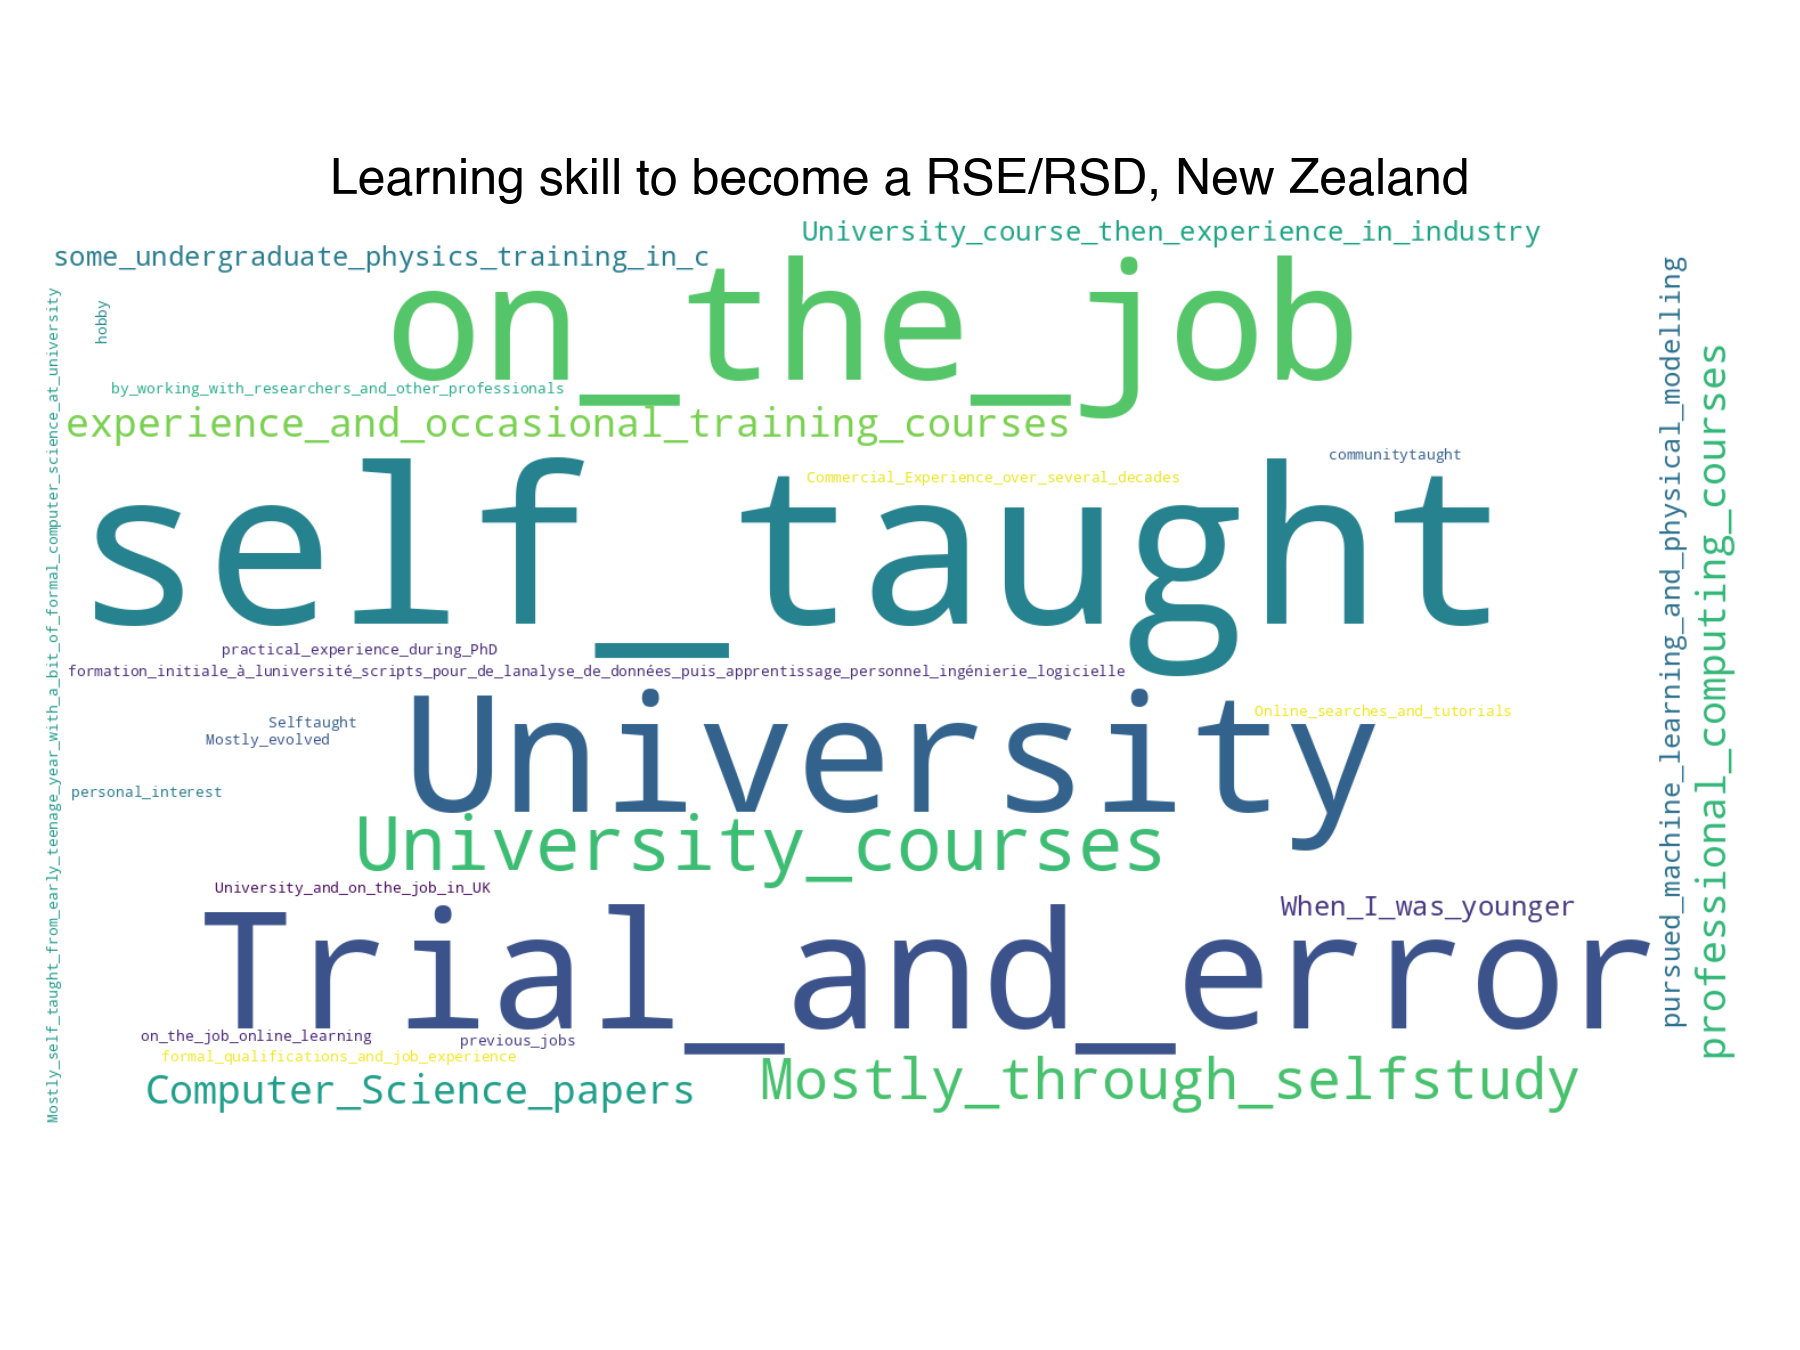 Learning skill to become a RSE/RSD, New Zealand
University_course_then_experience_in_industry
some_undergraduate_physics_training_in_c
on_the_job
hobby
by_working_with_researchers_and_other_professionals
experience_and_occasional_training_courses
communitytaught
Commercial_Experience_over_several_decades
self_taught
practical_experience_during_PhD
formation_initiale_à_luniversité_scripts_pour_de_lanalyse_de_données_puis_apprentissage_personnel_ingénierie_logicielle
Selftaught
Mostly_evolved
University
Online_searches_and_tutorials
personal_interest
University_courses
University_and_on_the_job_in_UK
When_I_was_younger
Trial_and_error
on_the_job_online_learning
previous_jobs
formal_qualifications_and_job_experience
Computer_Science_papers
Mostly_through_selfstudy
Mostly_self_taught_from_early_teenage_year_with_a_bit_of_formal_computer_science_at_university
pursued_machine_learning_and_physical_modelling
professional_computing_courses